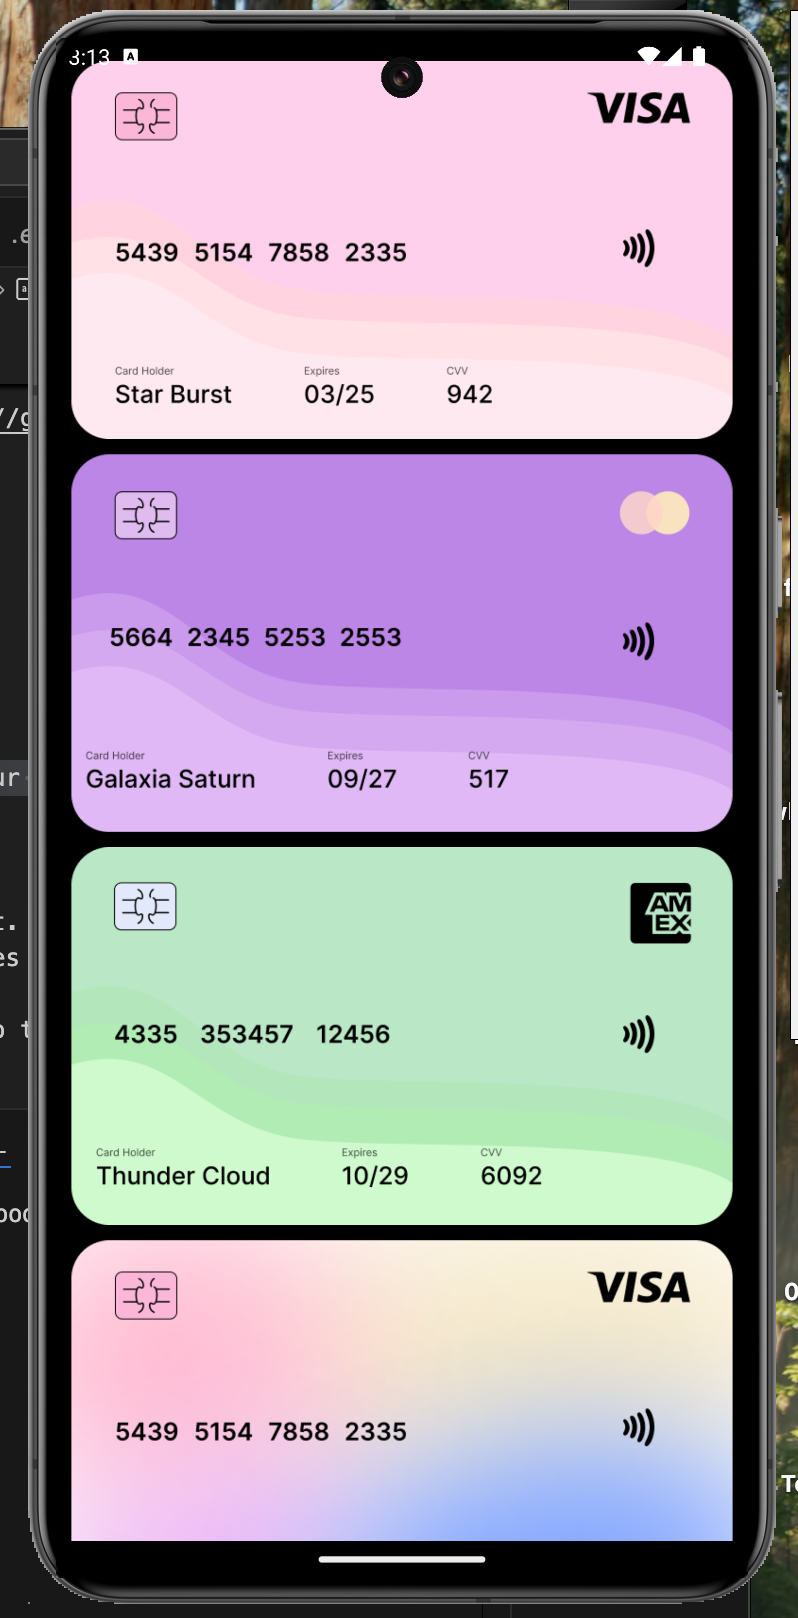 3:13 A
VISA
5439 5154 7858 2335
Card Holder Expires CVV
Star Burst 03/25 942
5664 2345 5253 2553
Card Holder Expires CVV
Galaxia Saturn 09/27 517
AM
EX
4335 353457 12456
Card Holder Expires CVV
Thunder Cloud 10/29 6092
VISA
5439 5154 7858 2335